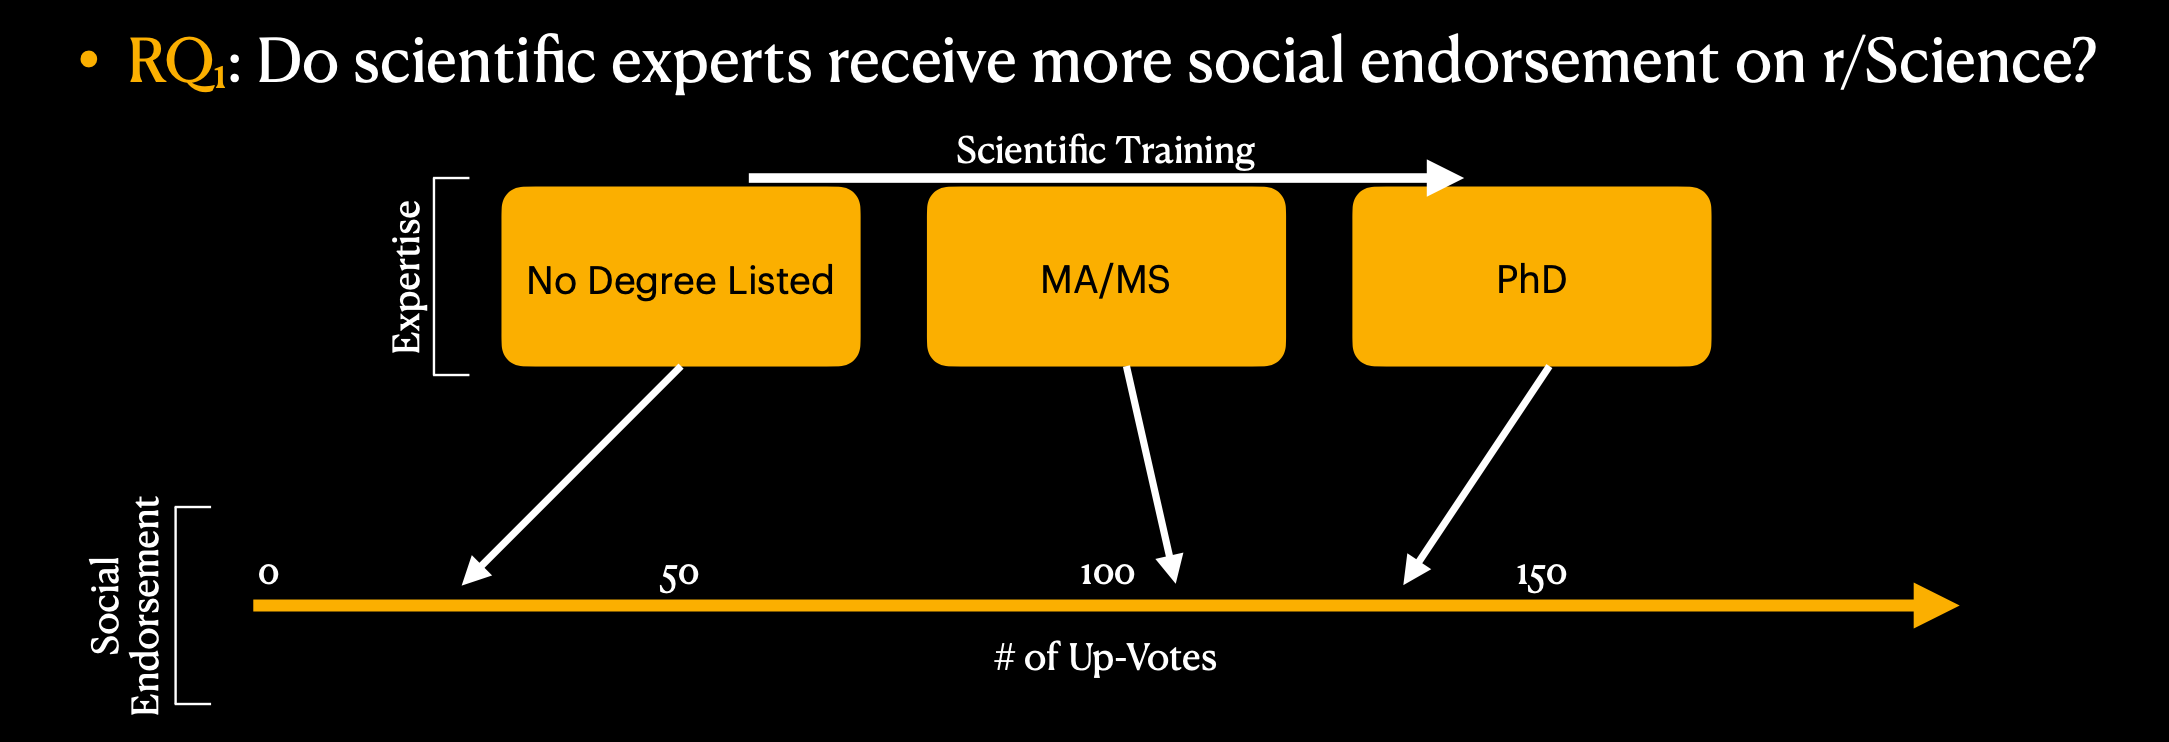 • RQ₁: Do scientific experts receive more social endorsement on r/Science?
Scientific Training
Expertise
No Degree Listed
MA/MS
PhD
Social
Endorsement
0
50
100
150
# of Up-Votes